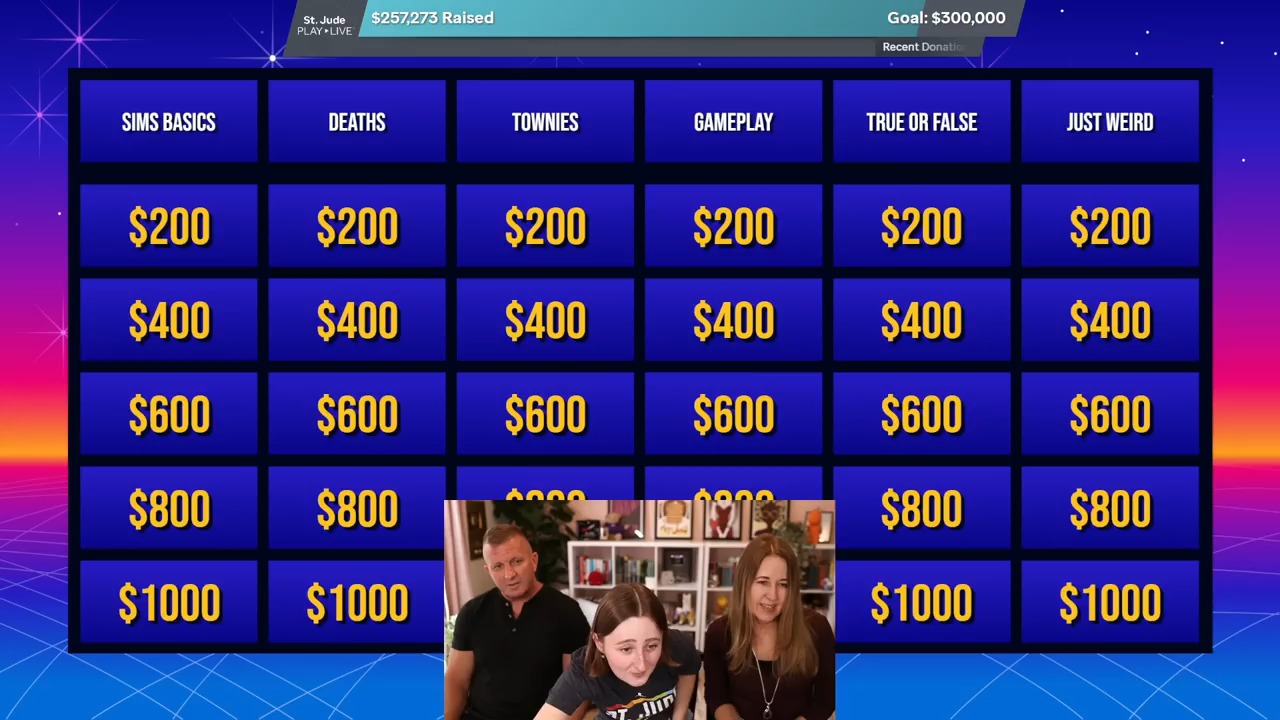 St. Jude
PLAY LIVE
$257,273 Raised
Goal: $300,000
Recent Donatio
SIMS BASICS
DEATHS
TOWNIES
GAMEPLAY
TRUE OR FALSE
JUST WEIRD
$200
$200
$200
$200
$200
$200
$400
$400
$400
$400
$400
$400
$600
$600
$600
$600
$600
$600
$800
$800
$800
$800
$800
$800
$1000
$1000
$1000
$1000